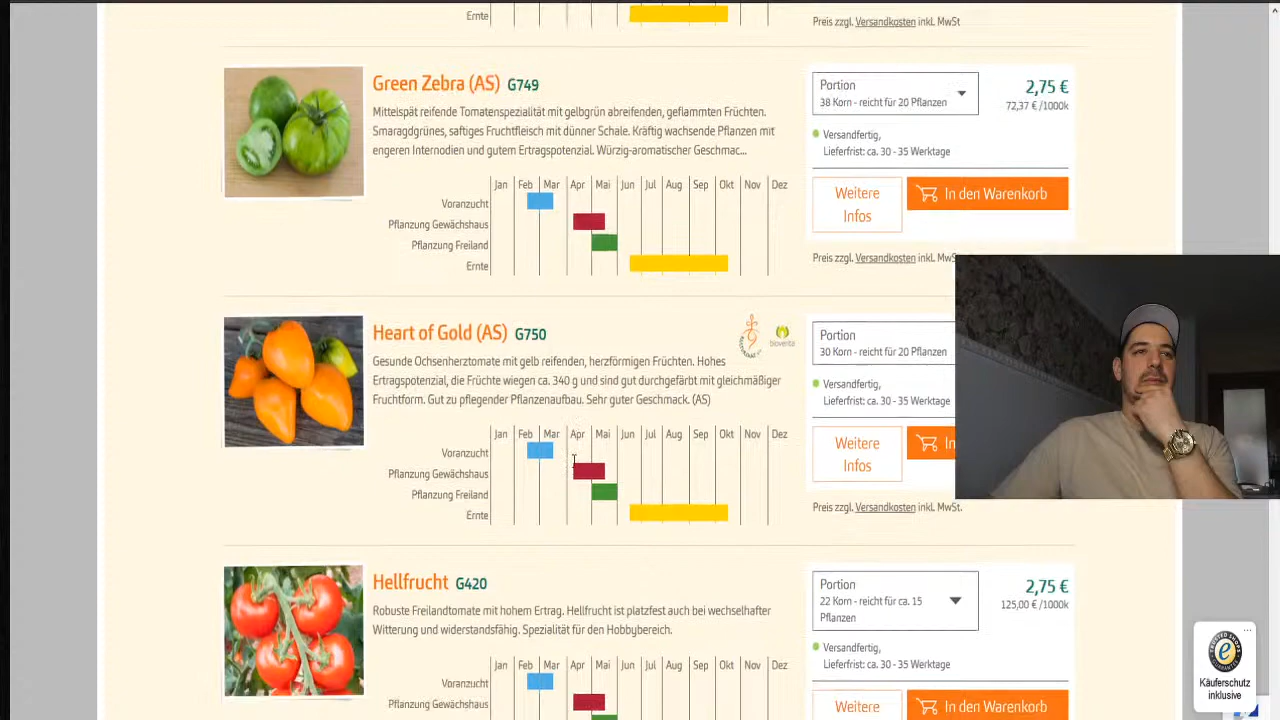 Ernte
Preis zzgl. Versandkosten inkl. MwSt
Green Zebra (AS) G749
Mittelspät reifende Tomatenspezialität mit gelbgrün abreifenden, geflammten Früchten.
Smaragdgrünes, saftiges Fruchtfleisch mit dünner Schale. Kräftig wachsende Pflanzen mit
engeren Internodien und gutem Ertragspotenzial. Würzig-aromatischer Geschmac...
Portion
38 Korn - reicht für 20 Pflanzen
2,75 €
72,37 € /1000k
Versandfertig,
Lieferfrist: ca. 30 - 35 Werktage
Weitere
Infos
In den Warenkorb
Jan Feb Mar Apr Mai Jun Jul Aug Sep Okt Nov Dez
Voranzucht
Pflanzung Gewächshaus
Pflanzung Freiland
Ernte
Preis zzgl. Versandkosten inkl. MwS
Heart of Gold (AS) G750
bioverita
Gesunde Ochsenherztomate mit gelb reifenden, herzförmigen Früchten. Hohes
Ertragspotenzial, die Früchte wiegen ca. 340 g und sind gut durchgefärbt mit gleichmäßiger
Fruchtform. Gut zu pflegender Pflanzenaufbau. Sehr guter Geschmack. (AS)
Portion
30 Korn - reicht für 20 Pflanzen
Versandfertig,
Lieferfrist: ca. 30 - 35 Werktage
Weitere
Infos
In
Jan Feb Mar Apr Mai Jun Jul Aug Sep Okt Nov Dez
Voranzucht
Pflanzung Gewächshaus
Pflanzung Freiland
Ernte
Preis zzgl. Versandkosten inkl. MwSt.
Hellfrucht G420
Robuste Freilandtomate mit hohem Ertrag. Hellfrucht ist platzfest auch bei wechselhafter
Witterung und widerstandsfähig. Spezialität für den Hobbybereich.
Portion
22 Korn - reicht für ca. 15
Pflanzen
2,75 €
125,00 € /1000k
Versandfertig,
Lieferfrist: ca. 30 - 35 Werktage
Weitere
In den Warenkorb
Jan Feb Mar Apr Mai Jun Jul Aug Sep Okt Nov Dez
Voranzucht
Pflanzung Gewächshaus
Käuferschutz
inklusive